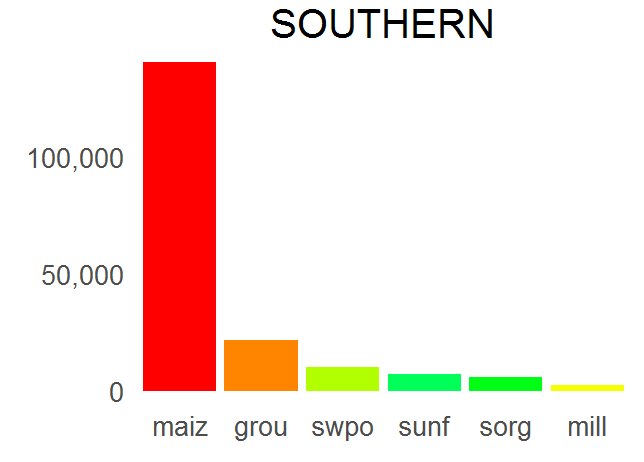 SOUTHERN
100,000
50,000
0
maiz grou swpo sunf sorg mill